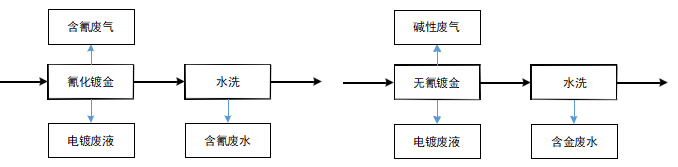 含氰废气
碱性废气
氰化镀金
水洗
无氰镀金
水洗
电镀废液
含氰废水
电镀废液
含金废水